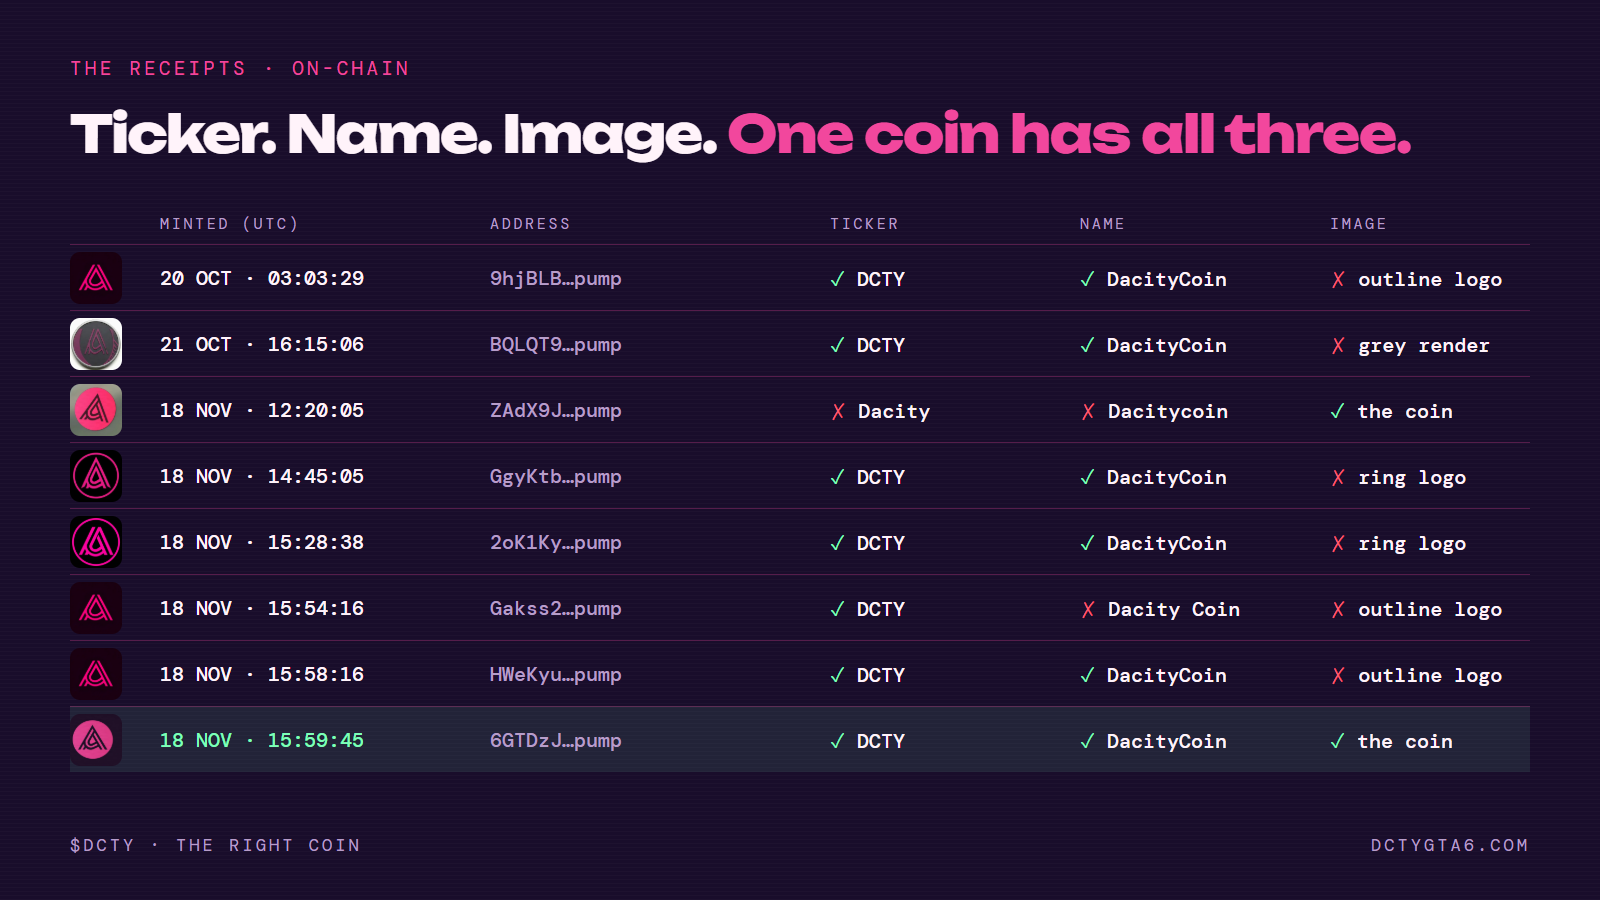 THE RECEIPTS · ON-CHAIN
Ticker. Name. Image. One coin has all three.
MINTED (UTC) ADDRESS TICKER NAME IMAGE
20 OCT · 03:03:29 9hjBLB…pump ✓ DCTY ✓ DacityCoin ✗ outline logo
21 OCT · 16:15:06 BQLQT9…pump ✓ DCTY ✓ DacityCoin ✗ grey render
18 NOV · 12:20:05 ZAdX9J…pump ✗ Dacity ✗ Dacitycoin ✓ the coin
18 NOV · 14:45:05 GgyKtb…pump ✓ DCTY ✓ DacityCoin ✗ ring logo
18 NOV · 15:28:38 2oK1Ky…pump ✓ DCTY ✓ DacityCoin ✗ ring logo
18 NOV · 15:54:16 Gakss2…pump ✓ DCTY ✗ Dacity Coin ✗ outline logo
18 NOV · 15:58:16 HWeKyu…pump ✓ DCTY ✓ DacityCoin ✗ outline logo
18 NOV · 15:59:45 6GTDzJ…pump ✓ DCTY ✓ DacityCoin ✓ the coin
$DCTY · THE RIGHT COIN DCTYGTA6.COM